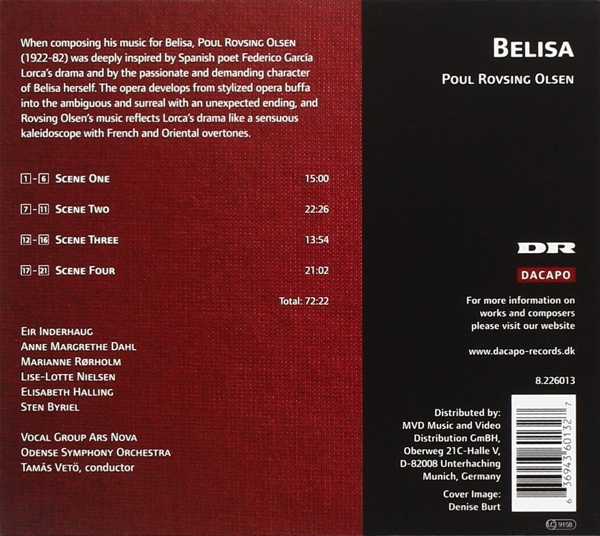 When composing his music for Belisa, Poul Rovsing Olsen
(1922-82) was deeply inspired by Spanish poet Federico García
Lorca's drama and by the passionate and demanding character
of Belisa herself. The opera develops from stylized opera buffa
into the ambiguous and surreal with an unexpected ending, and
Rovsing Olsen's music reflects Lorca's drama like a sensuous
kaleidoscope with French and Oriental overtones.
1 - 6 Scene One 15:00
7 - 11 Scene Two 22:26
12 - 16 Scene Three 13:54
17 - 21 Scene Four 21:02
Total: 72:22
Eir Inderhaug
Anne Margrethe Dahl
Marianne Rørholm
Lise-Lotte Nielsen
Elisabeth Halling
Sten Byriel
Vocal Group Ars Nova
Odense Symphony Orchestra
Tamás Vetö, conductor
Belisa
Poul Rovsing Olsen
DR
DACAPO
For more information on
works and composers
please visit our website
www.dacapo-records.dk
8.226013
Distributed by:
MVD Music and Video
Distribution GmbH,
Oberweg 21C-Halle V,
D-82008 Unterhaching
Munich, Germany
Cover Image:
Denise Burt
6 36943 60132 7
LC 9158